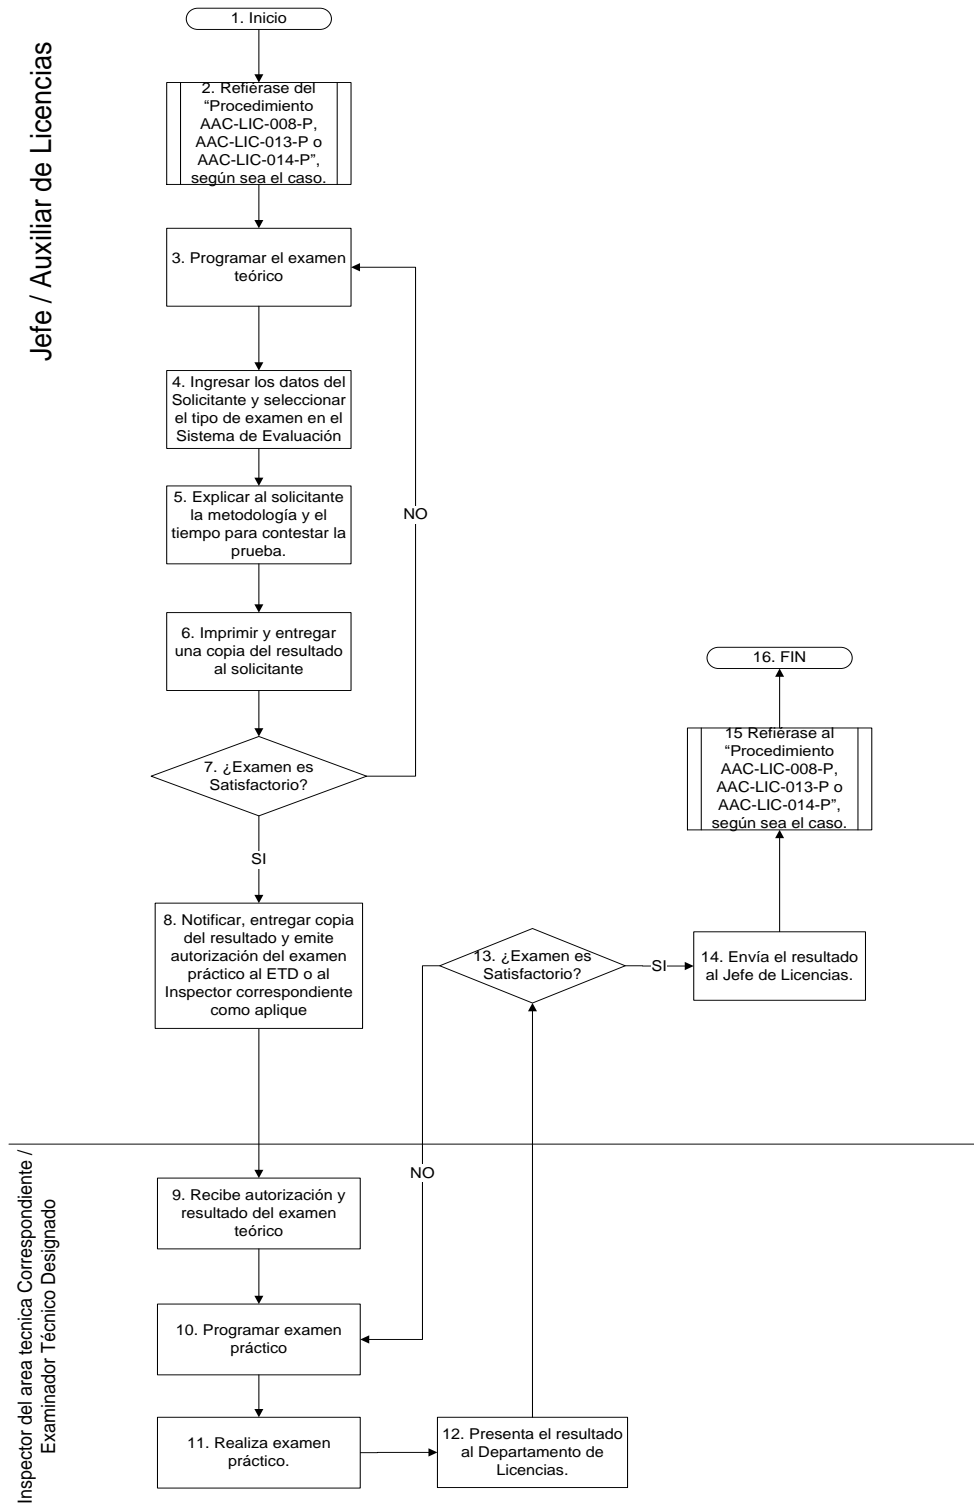 Jefe / Auxiliar de Licencias
1. Inicio
2. Refiérase del
“Procedimiento
AAC-LIC-008-P,
AAC-LIC-013-P o
AAC-LIC-014-P”,
según sea el caso.
3. Programar el examen
teórico
4. Ingresar los datos del
Solicitante y seleccionar
el tipo de examen en el
Sistema de Evaluación
5. Explicar al solicitante
la metodología y el
tiempo para contestar la
prueba.
NO
6. Imprimir y entregar
una copia del resultado
al solicitante
7. ¿Examen es
Satisfactorio?
SI
8. Notificar, entregar copia
del resultado y emite
autorización del examen
práctico al ETD o al
Inspector correspondiente
como aplique
Inspector del area tecnica Correspondiente /
Examinador Técnico Designado
9. Recibe autorización y
resultado del examen
teórico
10. Programar examen
práctico
11. Realiza examen
práctico.
12. Presenta el resultado
al Departamento de
Licencias.
13. ¿Examen es
Satisfactorio?
NO
SI
14. Envía el resultado
al Jefe de Licencias.
15 Refiérase al
“Procedimiento
AAC-LIC-008-P,
AAC-LIC-013-P o
AAC-LIC-014-P”,
según sea el caso.
16. FIN